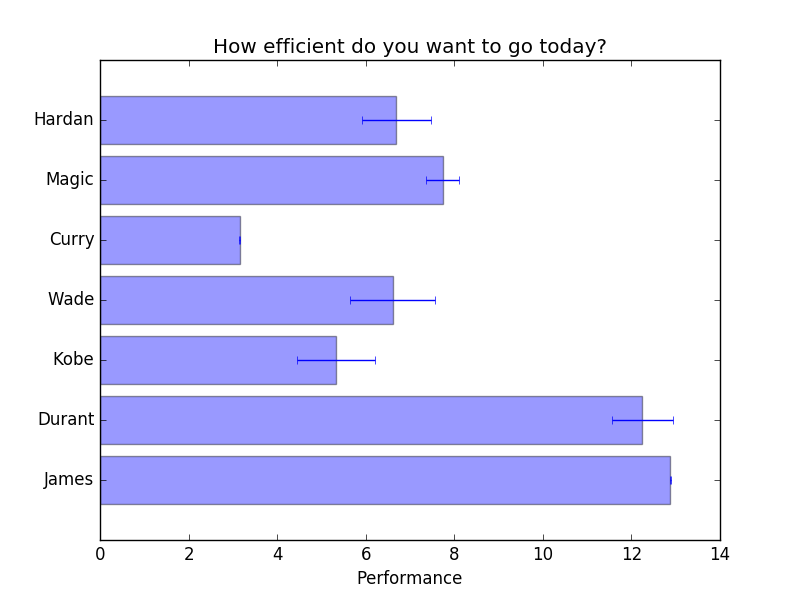 How efficient do you want to go today?
Hardan
Magic
Curry
Wade
Kobe
Durant
James
0 2 4 6 8 10 12 14
Performance